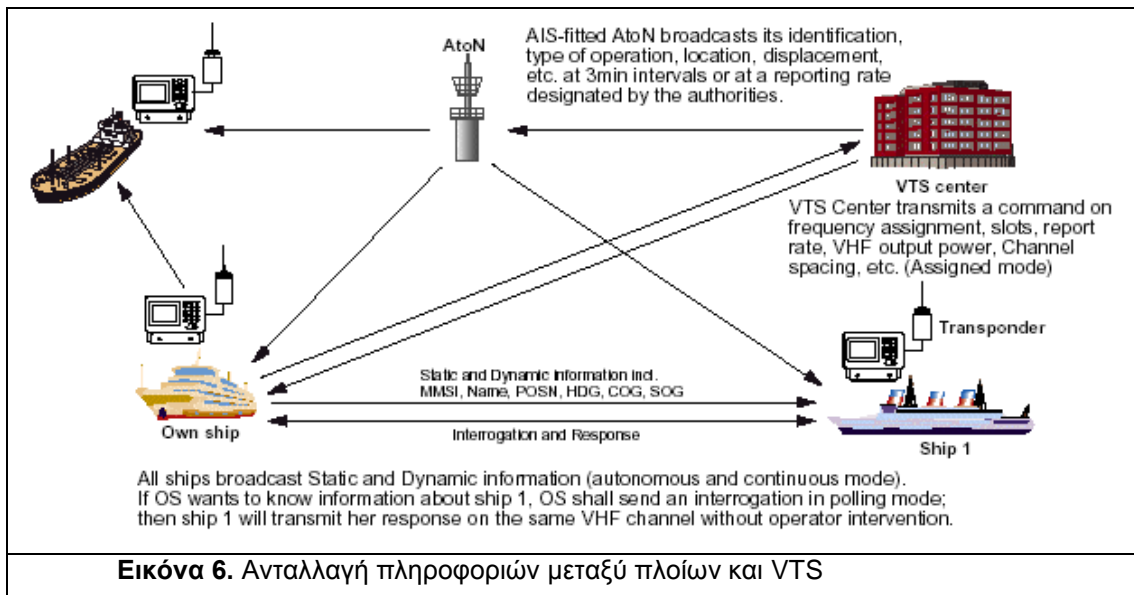 AtoN
AIS-fitted AtoN broadcasts its identification,
type of operation, location, displacement,
etc. at 3min intervals or at a reporting rate
designated by the authorities.
VTS center
VTS Center transmits a command on
frequency assignment, slots, report
rate, VHF output power, Channel
spacing, etc. (Assigned mode)
Transponder
Static and Dynamic information incl.
MMSI, Name, POSN, HDG, COG, SOG
Own ship
Interrogation and Response
Ship 1
All ships broadcast Static and Dynamic information (autonomous and continuous mode).
If OS wants to know information about ship 1, OS shall send an interrogation in polling mode;
then ship 1 will transmit her response on the same VHF channel without operator intervention.
Εικόνα 6. Ανταλλαγή πληροφοριών μεταξύ πλοίων και VTS